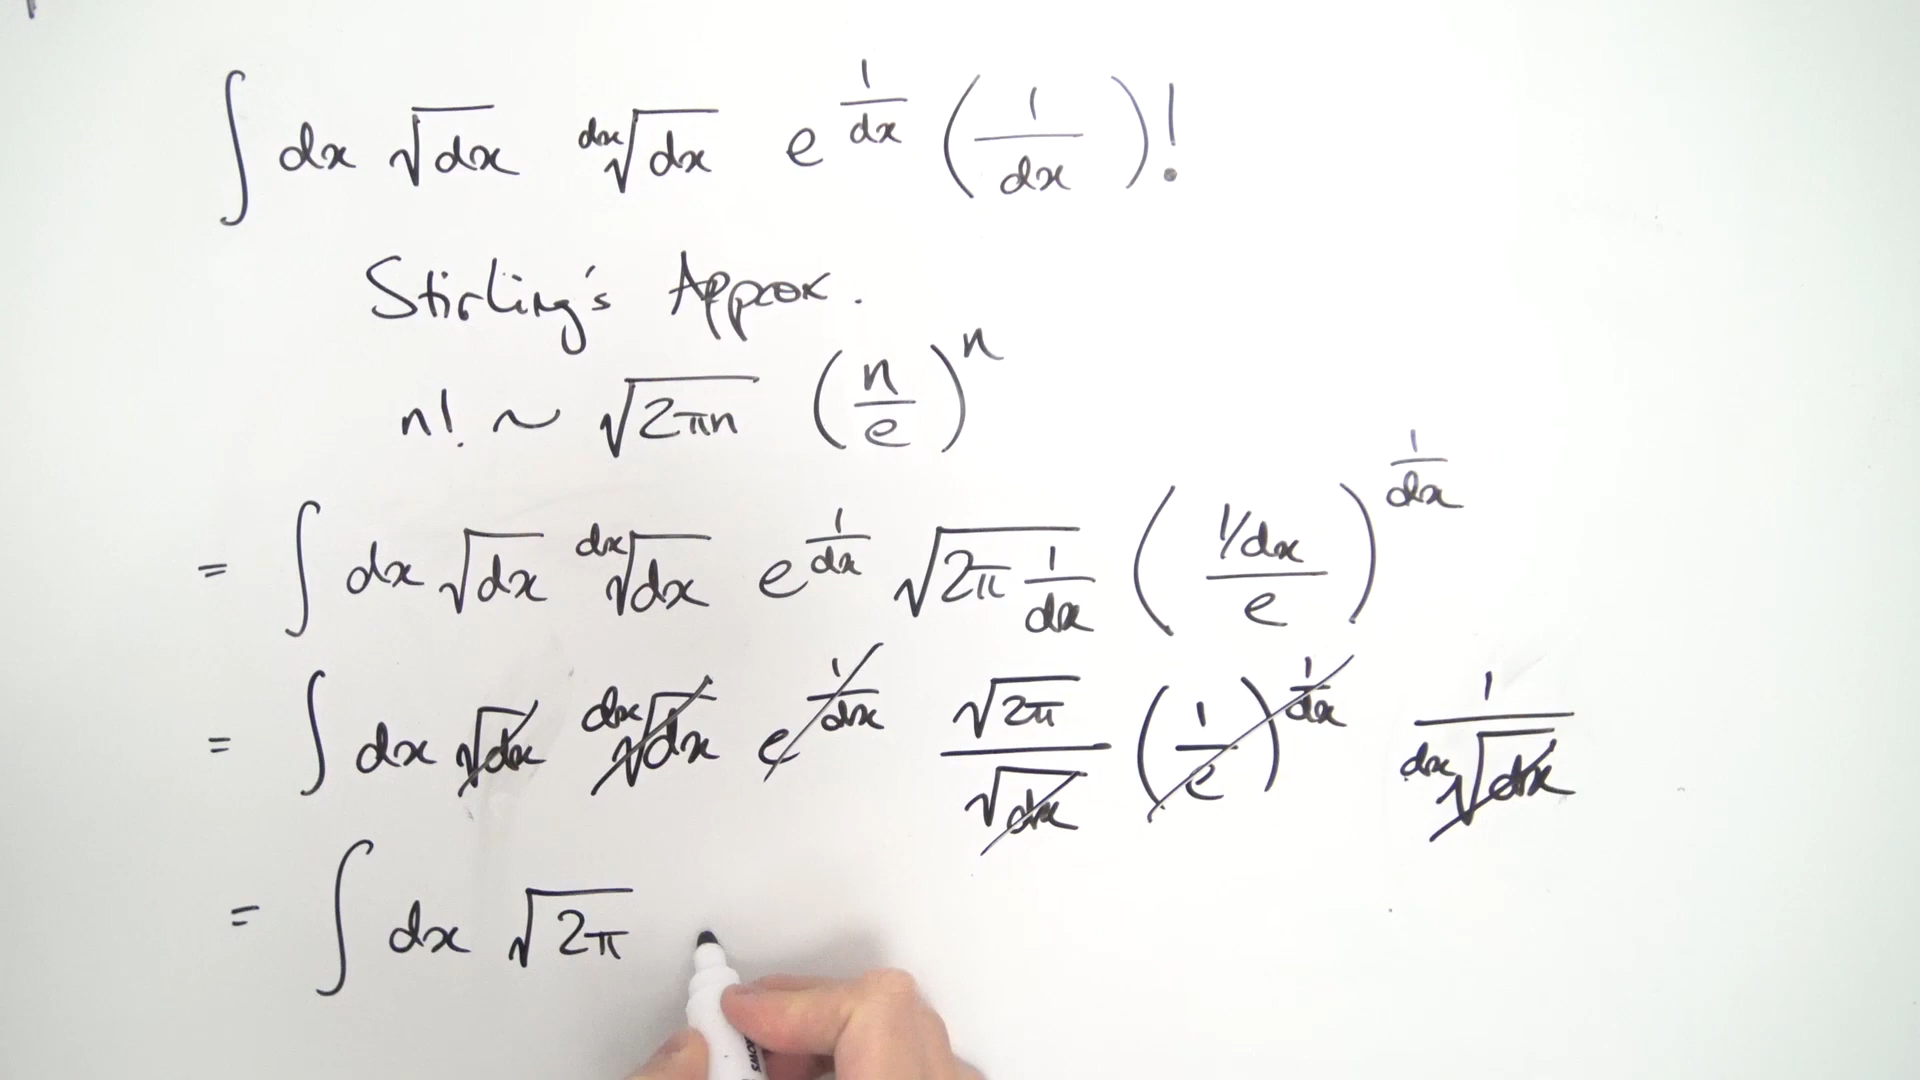 ∫ dx √dx ᵈˣ√dx e^(1/dx) (1/dx)!
Stirling's Approx.
n! ~ √(2πn) (n/e)^n
= ∫ dx √dx ᵈˣ√dx e^(1/dx) √(2π 1/dx) ((1/dx)/e)^(1/dx)
= ∫ dx √dx ᵈˣ√dx e^(1/dx) √2π/√dx (1/e)^(1/dx) 1/ᵈˣ√dx
= ∫ dx √2π